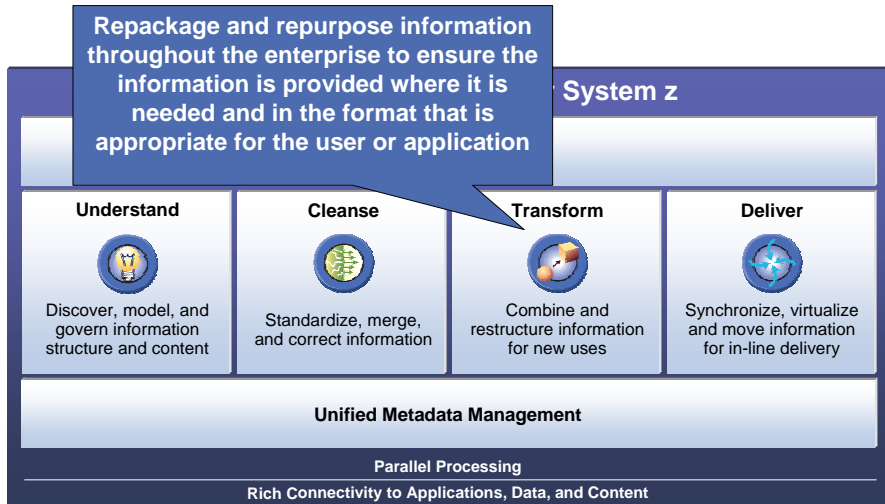 Repackage and repurpose information
throughout the enterprise to ensure the
information is provided where it is
needed and in the format that is
appropriate for the user or application
System z
Understand
Discover, model, and
govern information
structure and content
Cleanse
Standardize, merge,
and correct information
Transform
Combine and
restructure information
for new uses
Deliver
Synchronize, virtualize
and move information
for in-line delivery
Unified Metadata Management
Parallel Processing
Rich Connectivity to Applications, Data, and Content